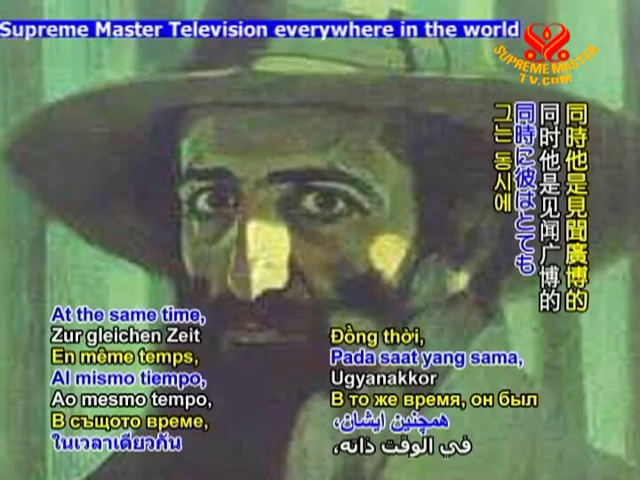 Supreme Master Television everywhere in the world
SUPREME MASTER
TV.COM
同時他是見聞廣博的
同时他是见闻广博的
同時に彼はとても
그는 동시에
At the same time,
Zur gleichen Zeit
En même temps,
Al mismo tiempo,
Ao mesmo tempo,
В същото време,
ในเวลาเดียวกัน
Đồng thời,
Pada saat yang sama,
Ugyanakkor
В то же время, он был
همچنین ایشان،
في الوقت ذاته،